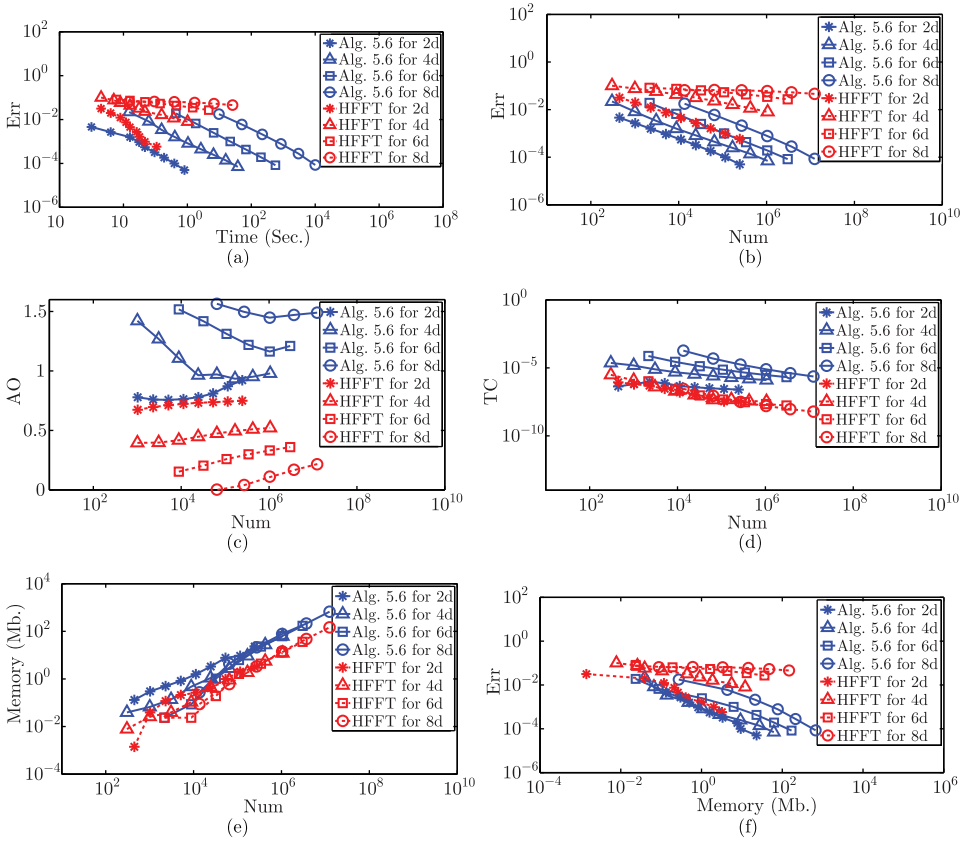 10^2
10^0
10^-2
10^-4
10^-6
Err
10
10^-2
10^0
10^2
10^4
10^6
10^8
Time (Sec.)
Alg. 5.6 for 2d
Alg. 5.6 for 4d
Alg. 5.6 for 6d
Alg. 5.6 for 8d
HFFT for 2d
HFFT for 4d
HFFT for 6d
HFFT for 8d
(a)
10^2
10^0
10^-2
10^-4
10^-6
Err
10^2
10^4
10^6
10^8
10^10
Num
Alg. 5.6 for 2d
Alg. 5.6 for 4d
Alg. 5.6 for 6d
Alg. 5.6 for 8d
HFFT for 2d
HFFT for 4d
HFFT for 6d
HFFT for 8d
(b)
1.5
1
0.5
0
AO
10^2
10^4
10^6
10^8
10^10
Num
Alg. 5.6 for 2d
Alg. 5.6 for 4d
Alg. 5.6 for 6d
Alg. 5.6 for 8d
HFFT for 2d
HFFT for 4d
HFFT for 6d
HFFT for 8d
(c)
10^0
10^-5
10^-10
TC
10^2
10^4
10^6
10^8
10^10
Num
Alg. 5.6 for 2d
Alg. 5.6 for 4d
Alg. 5.6 for 6d
Alg. 5.6 for 8d
HFFT for 2d
HFFT for 4d
HFFT for 6d
HFFT for 8d
(d)
10^4
10^2
10^0
10^-2
10^-4
Memory (Mb.)
10^2
10^4
10^6
10^8
10^10
Num
Alg. 5.6 for 2d
Alg. 5.6 for 4d
Alg. 5.6 for 6d
Alg. 5.6 for 8d
HFFT for 2d
HFFT for 4d
HFFT for 6d
HFFT for 8d
(e)
10^2
10^0
10^-2
10^-4
10^-6
Err
10^-4
10^-2
10^0
10^2
10^4
10^6
Memory (Mb.)
Alg. 5.6 for 2d
Alg. 5.6 for 4d
Alg. 5.6 for 6d
Alg. 5.6 for 8d
HFFT for 2d
HFFT for 4d
HFFT for 6d
HFFT for 8d
(f)